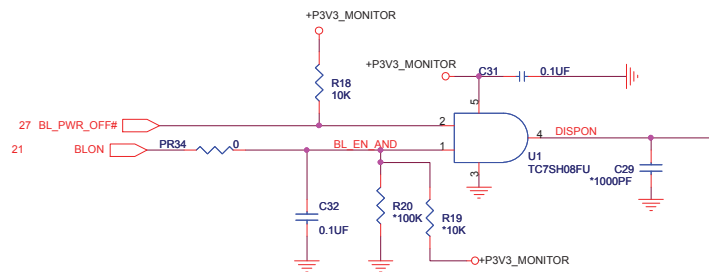 +P3V3_MONITOR
+P3V3_MONITOR
C31
0.1UF
R18
10K
5
27 BL_PWR_OFF#
2
DISPON
4
21 BLON
PR34
0
BL_EN_AND
1
U1
TC7SH08FU
3
C29
*1000PF
C32
0.1UF
R20
*100K
R19
*10K
+P3V3_MONITOR